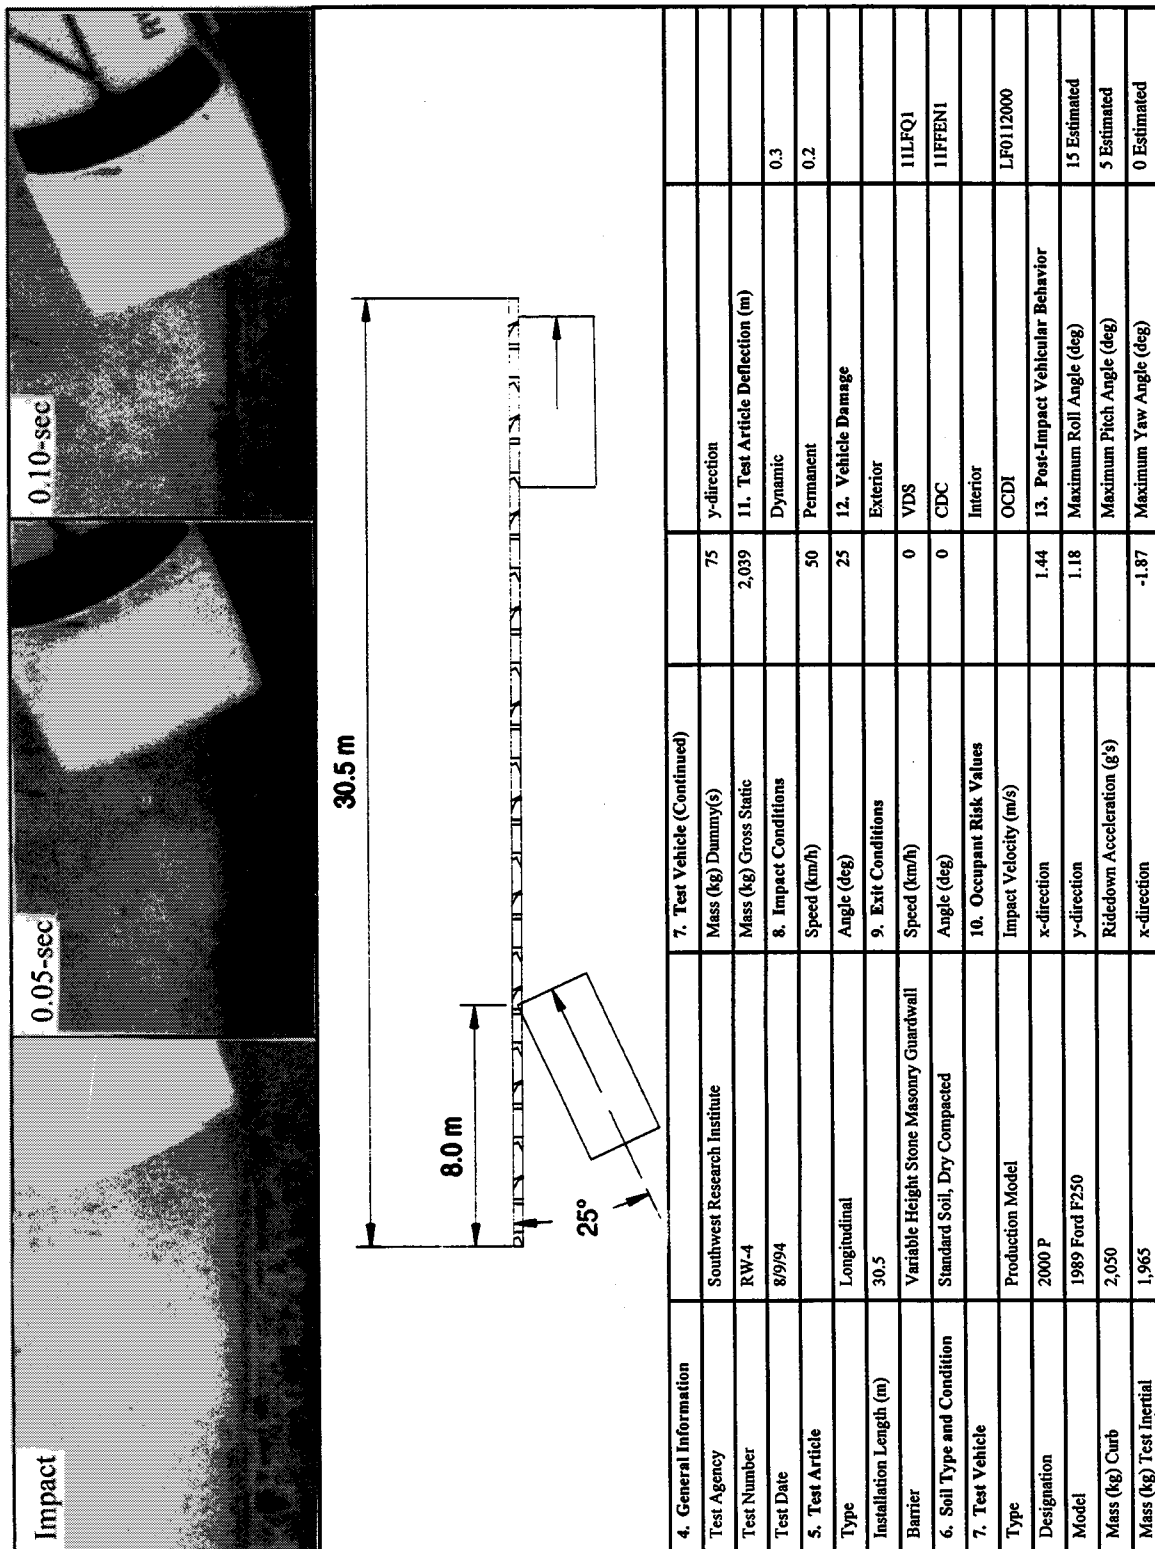 Impact
0.05-sec
0.10-sec
30.5 m
8.0 m
25°
4. General Information
Test Agency Southwest Research Institute
Test Number RW-4
Test Date 8/9/94
5. Test Article
Type Longitudinal
Installation Length (m) 30.5
Barrier Variable Height Stone Masonry Guardwall
6. Soil Type and Condition Standard Soil, Dry Compacted
7. Test Vehicle
Type Production Model
Designation 2000 P
Model 1989 Ford F250
Mass (kg) Curb 2,050
Mass (kg) Test Inertial 1,965
7. Test Vehicle (Continued)
Mass (kg) Dummy(s) 75
Mass (kg) Gross Static 2,039
8. Impact Conditions
Speed (km/h) 50
Angle (deg) 25
9. Exit Conditions
Speed (km/h) 0
Angle (deg) 0
10. Occupant Risk Values
Impact Velocity (m/s)
x-direction 1.44
y-direction 1.18
Ridedown Acceleration (g's)
x-direction -1.87
y-direction
11. Test Article Deflection (m)
Dynamic 0.3
Permanent 0.2
12. Vehicle Damage
Exterior
VDS 11LFQ1
CDC 11FFEN1
Interior
OCDI LF0112000
13. Post-Impact Vehicular Behavior
Maximum Roll Angle (deg) 15 Estimated
Maximum Pitch Angle (deg) 5 Estimated
Maximum Yaw Angle (deg) 0 Estimated